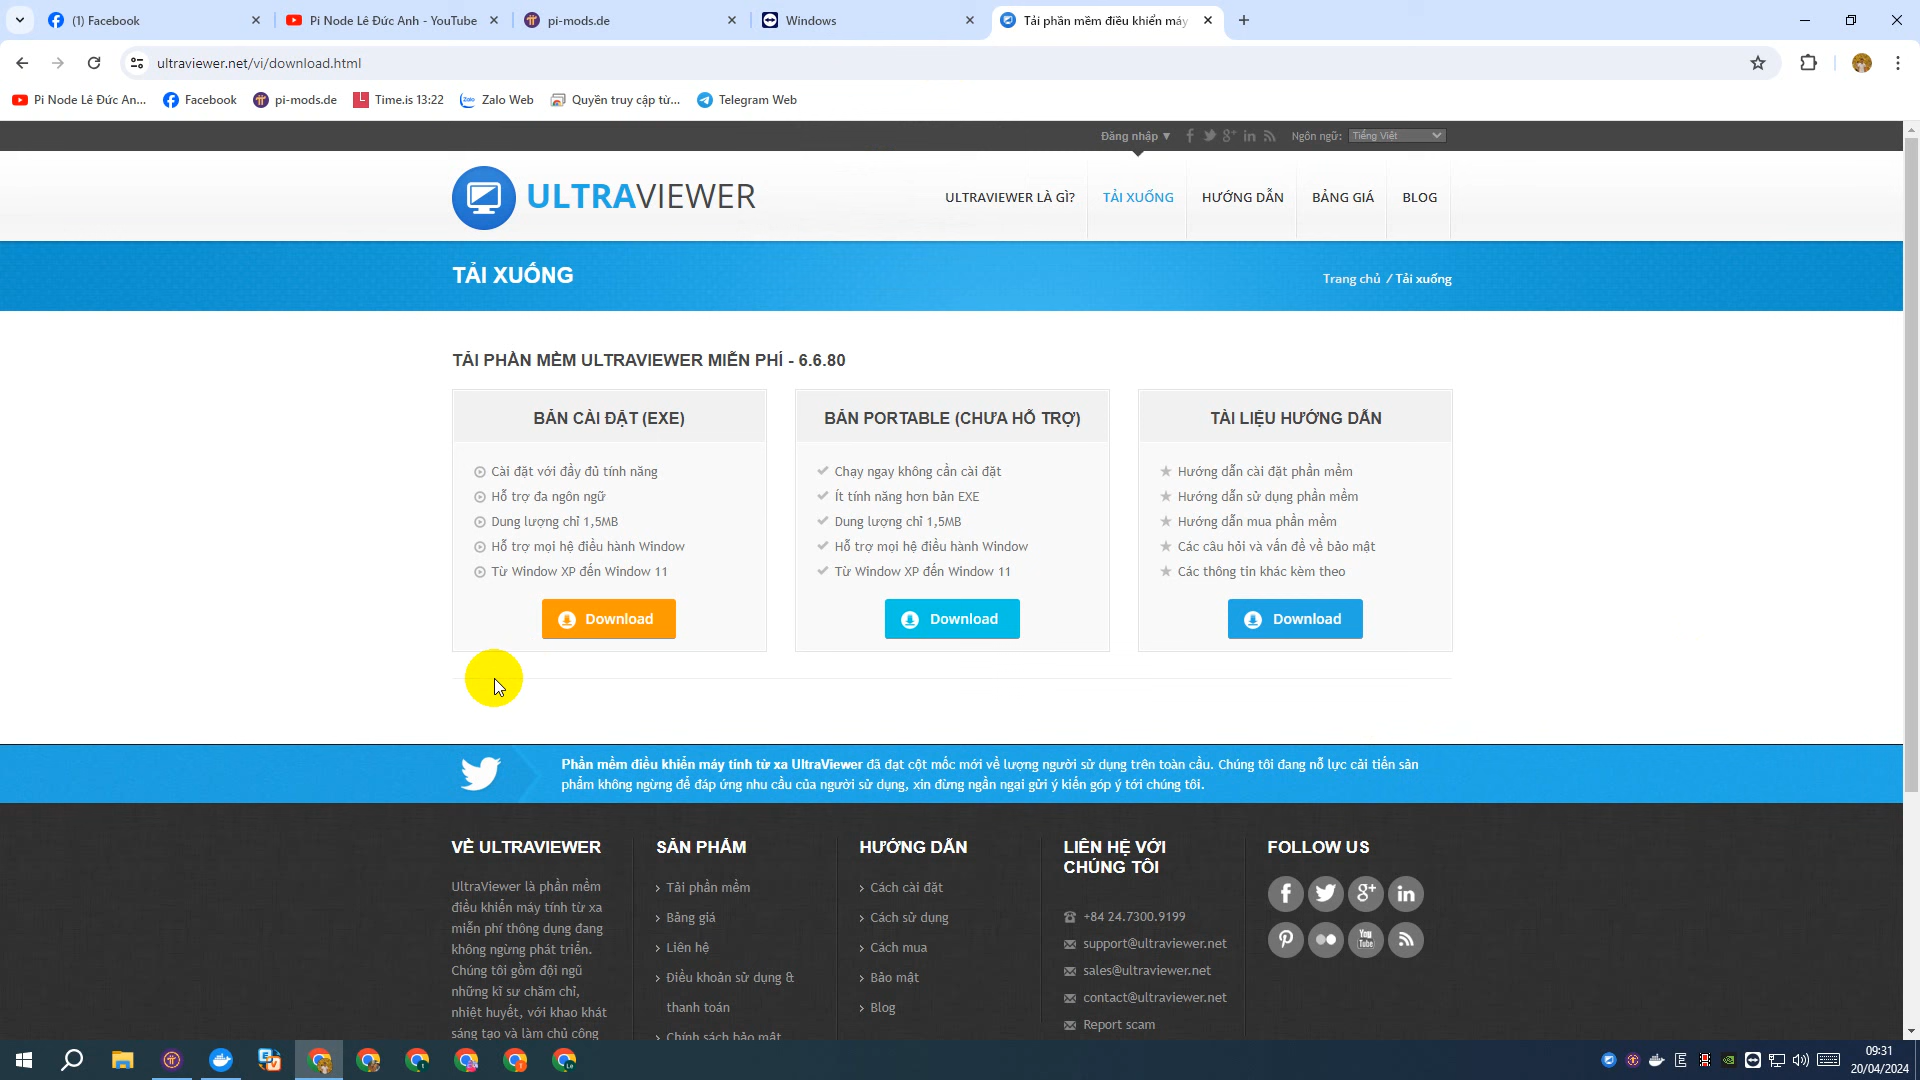 (1) Facebook
Pi Node Lê Đức Anh - YouTube
pi-mods.de
Windows
Tải phần mềm điều khiển máy
ultraviewer.net/vi/download.html
Pi Node Lê Đức An...
Facebook
pi-mods.de
Time.is 13:22
Zalo Web
Quyền truy cập từ...
Telegram Web
Đăng nhập ▼
Ngôn ngữ:
Tiếng Việt
ULTRAVIEWER
ULTRAVIEWER LÀ GÌ?
TẢI XUỐNG
HƯỚNG DẪN
BẢNG GIÁ
BLOG
TẢI XUỐNG
Trang chủ / Tải xuống
TẢI PHẦN MỀM ULTRAVIEWER MIỄN PHÍ - 6.6.80
BẢN CÀI ĐẶT (EXE)
Cài đặt với đầy đủ tính năng
Hỗ trợ đa ngôn ngữ
Dung lượng chỉ 1,5MB
Hỗ trợ mọi hệ điều hành Window
Từ Window XP đến Window 11
Download
BẢN PORTABLE (CHƯA HỖ TRỢ)
Chạy ngay không cần cài đặt
Ít tính năng hơn bản EXE
Dung lượng chỉ 1,5MB
Hỗ trợ mọi hệ điều hành Window
Từ Window XP đến Window 11
Download
TÀI LIỆU HƯỚNG DẪN
Hướng dẫn cài đặt phần mềm
Hướng dẫn sử dụng phần mềm
Hướng dẫn mua phần mềm
Các câu hỏi và vấn đề về bảo mật
Các thông tin khác kèm theo
Download
Phần mềm điều khiển máy tính từ xa UltraViewer đã đạt cột mốc mới về lượng người sử dụng trên toàn cầu. Chúng tôi đang nỗ lực cải tiến sản
phẩm không ngừng để đáp ứng nhu cầu của người sử dụng, xin đừng ngần ngại gửi ý kiến góp ý tới chúng tôi.
VỀ ULTRAVIEWER
UltraViewer là phần mềm
điều khiển máy tính từ xa
miễn phí thông dụng đang
không ngừng phát triển.
Chúng tôi gồm đội ngũ
những kĩ sư chăm chỉ,
nhiệt huyết, với khao khát
sáng tạo và làm chủ công
SẢN PHẨM
Tải phần mềm
Bảng giá
Liên hệ
Điều khoản sử dụng &
thanh toán
Chính sách bảo mật
HƯỚNG DẪN
Cách cài đặt
Cách sử dụng
Cách mua
Bảo mật
Blog
LIÊN HỆ VỚI
CHÚNG TÔI
+84 24.7300.9199
support@ultraviewer.net
sales@ultraviewer.net
contact@ultraviewer.net
Report scam
FOLLOW US
09:31
20/04/2024